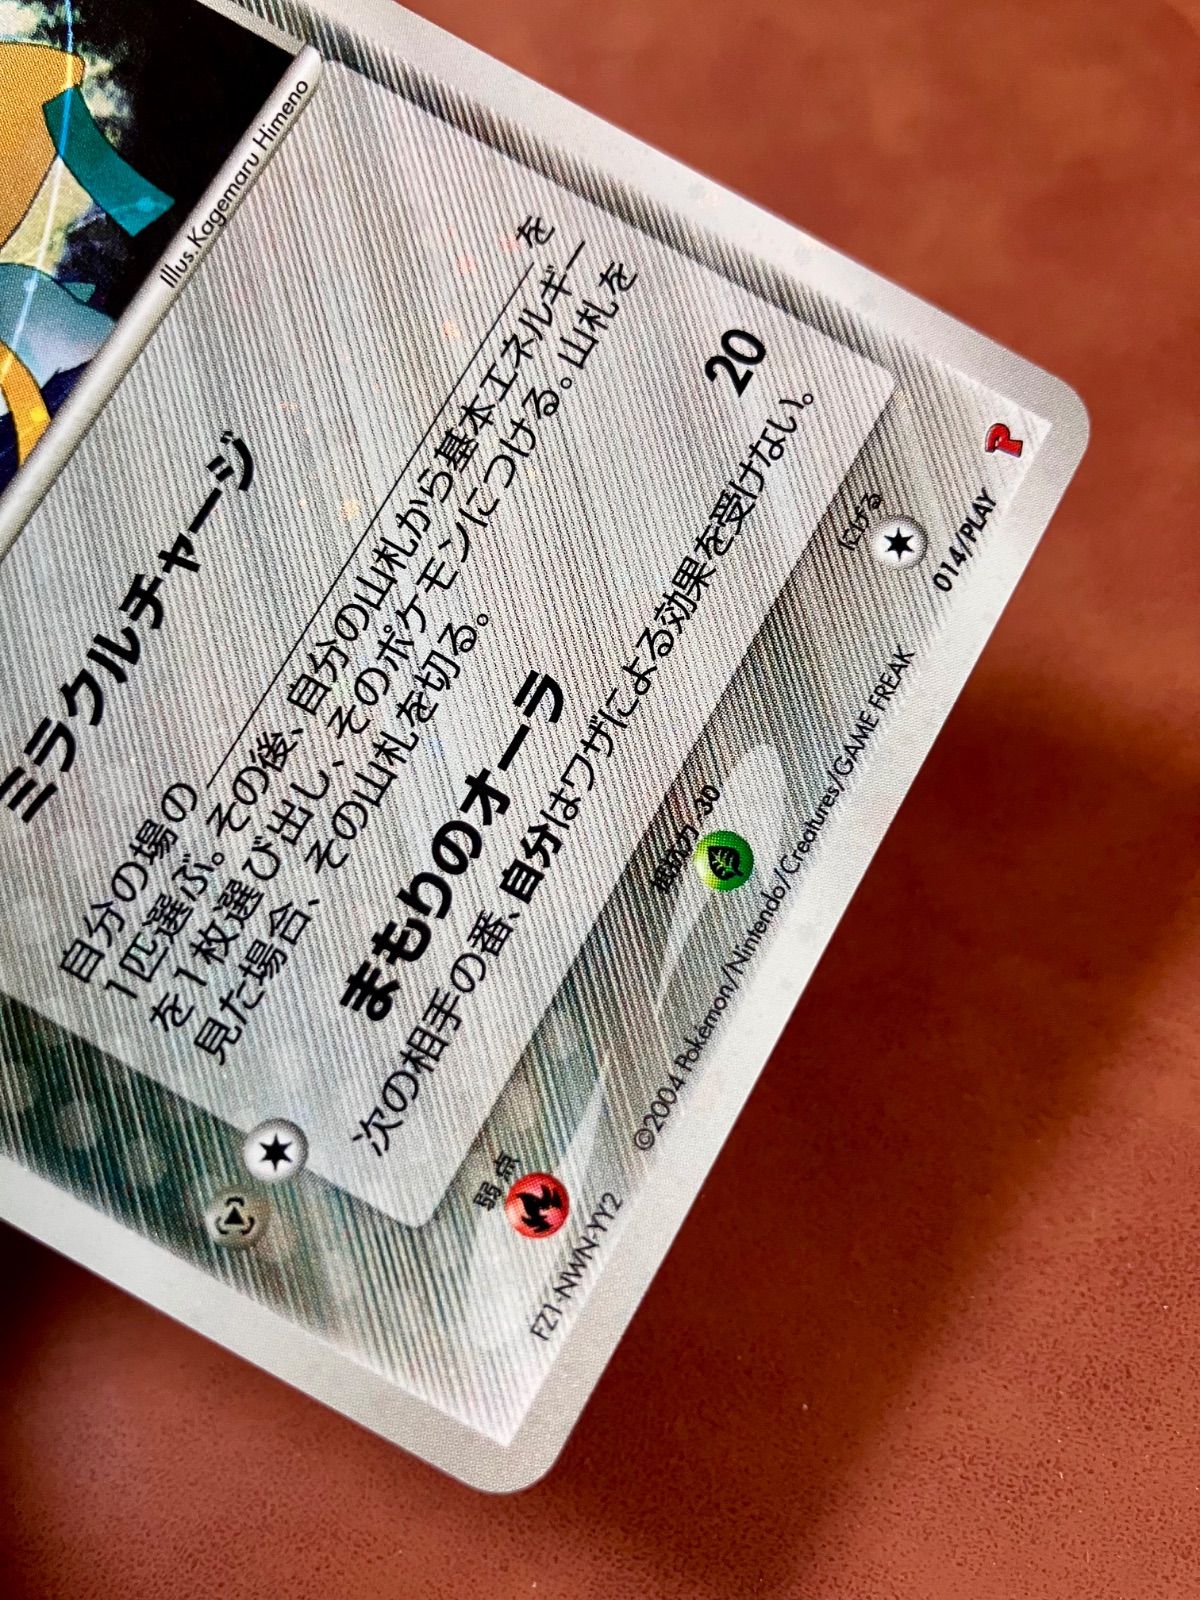 Illus.Kagemaru Himeno
ミラクルチャージ
自分の場の を
1匹選ぶ。その後、自分の山札から基本エネルギー
を1枚選び出し、そのポケモンにつける。山札を
見た場合、その山札を切る。
まもりのオーラ 20
次の相手の番、自分はワザによる効果を受けない。
弱点
抵抗力 -30
にげる
FZ1-NWN-YY2
©2004 Pokémon/Nintendo/Creatures/GAME FREAK
014/PLAY
P